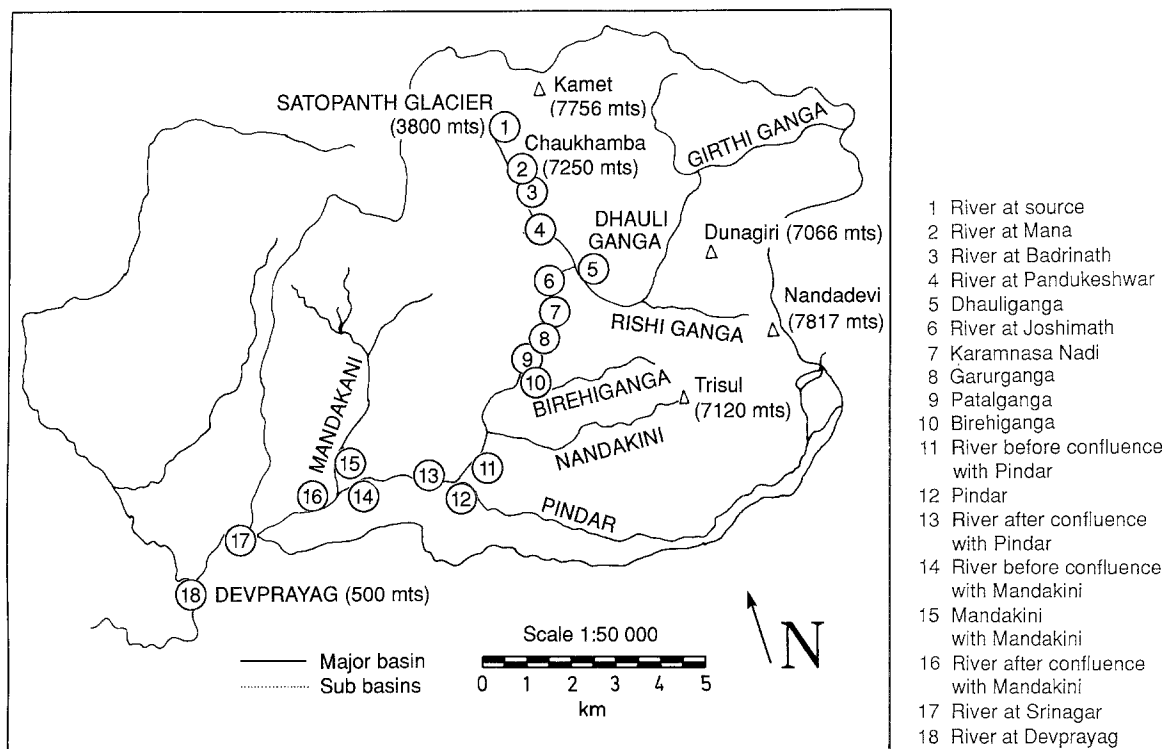 Kamet
(7756 mts)
SATOPANTH GLACIER
(3800 mts)
1
Chaukhamba
(7250 mts)
2
3
4
GIRTHI GANGA
DHAULI
GANGA
5
Dunagiri (7066 mts)
6
Nandadevi
(7817 mts)
7
RISHI GANGA
8
9
10
BIREHIGANGA
Trisul
(7120 mts)
NANDAKINI
MANDAKANI
15
16
14
13
11
12
PINDAR
17
18
DEVPRAYAG (500 mts)
Major basin
Sub basins
Scale 1:50 000
0 1 2 3 4 5
km
N
1 River at source
2 River at Mana
3 River at Badrinath
4 River at Pandukeshwar
5 Dhauliganga
6 River at Joshimath
7 Karamnasa Nadi
8 Garurganga
9 Patalganga
10 Birehiganga
11 River before confluence
with Pindar
12 Pindar
13 River after confluence
with Pindar
14 River before confluence
with Mandakini
15 Mandakini
with Mandakini
16 River after confluence
with Mandakini
17 River at Srinagar
18 River at Devprayag